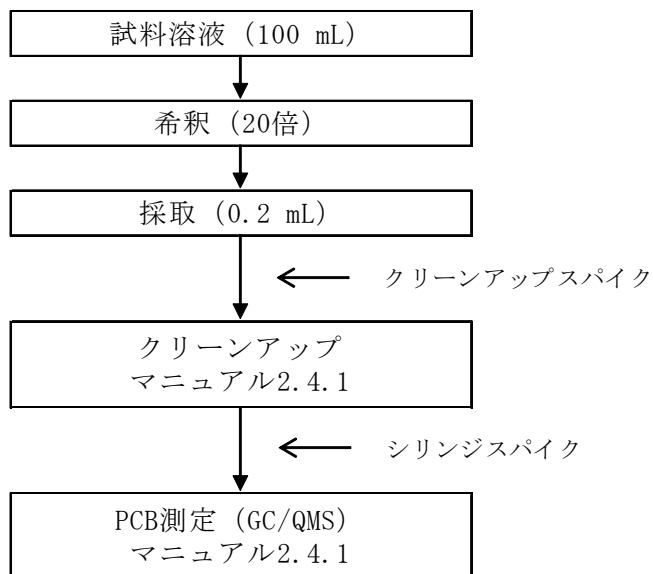 試料溶液 (100 mL)
希釈 (20倍)
採取 (0.2 mL)
クリーンアップスパイク
クリーンアップ
マニュアル2.4.1
シリンジスパイク
PCB測定 (GC/QMS)
マニュアル2.4.1